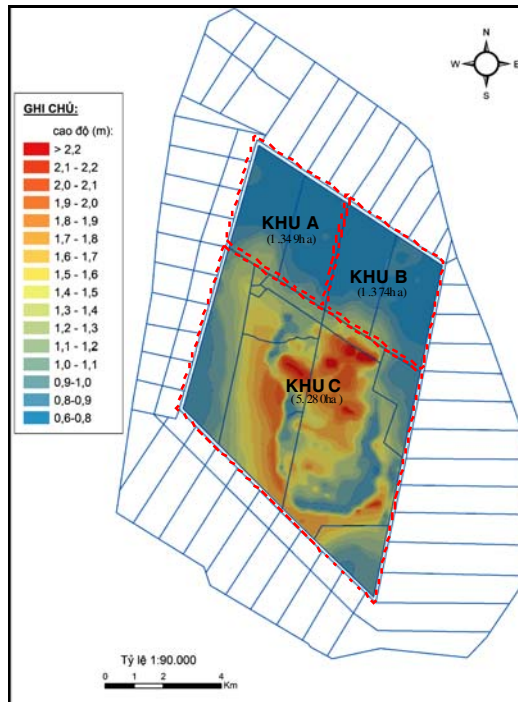 N
W E
S
GHI CHÚ:
cao độ (m):
> 2,2
2,1 - 2,2
2,0 - 2,1
1,9 - 2,0
1,8 - 1,9
1,7 - 1,8
1,6 - 1,7
1,5 - 1,6
1,4 - 1,5
1,3 - 1,4
1,2 - 1,3
1,1 - 1,2
1,0 - 1,1
0,9-1,0
0,8-0,9
0,6-0,8
KHU A
(1.349ha)
KHU B
(1.374ha)
KHU C
(5.280ha)
Tỷ lệ 1:90.000
0 1 2 4
Km